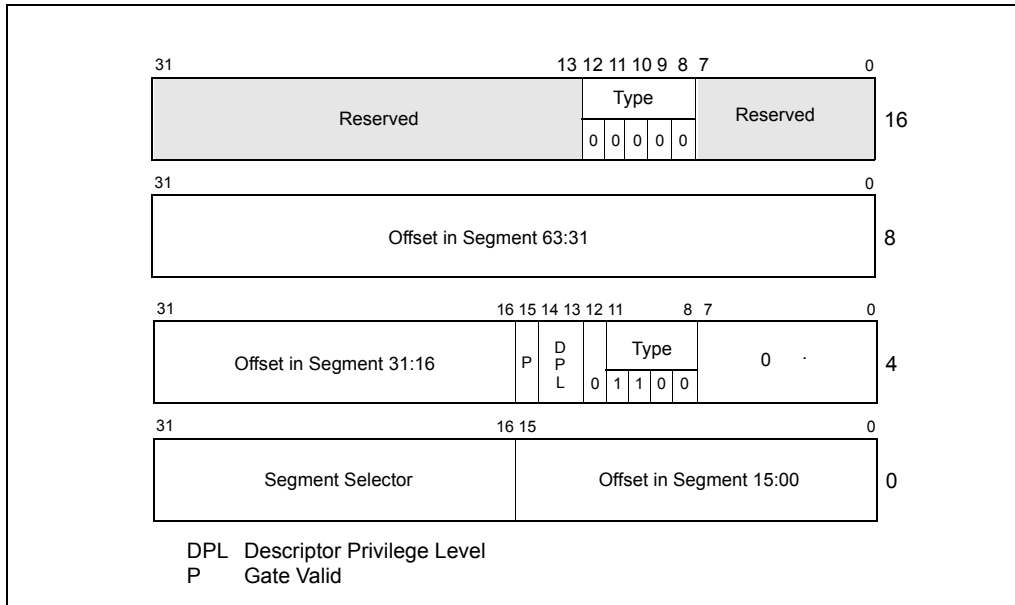 31 13 12 11 10 9 8 7 0
Type
Reserved Reserved 16
0 0 0 0 0
31 0
Offset in Segment 63:31 8
31 16 15 14 13 12 11 8 7 0
Offset in Segment 31:16 P DPL Type 0 . 4
0 1 1 0 0
31 16 15 0
Segment Selector Offset in Segment 15:00 0
DPL Descriptor Privilege Level
P Gate Valid